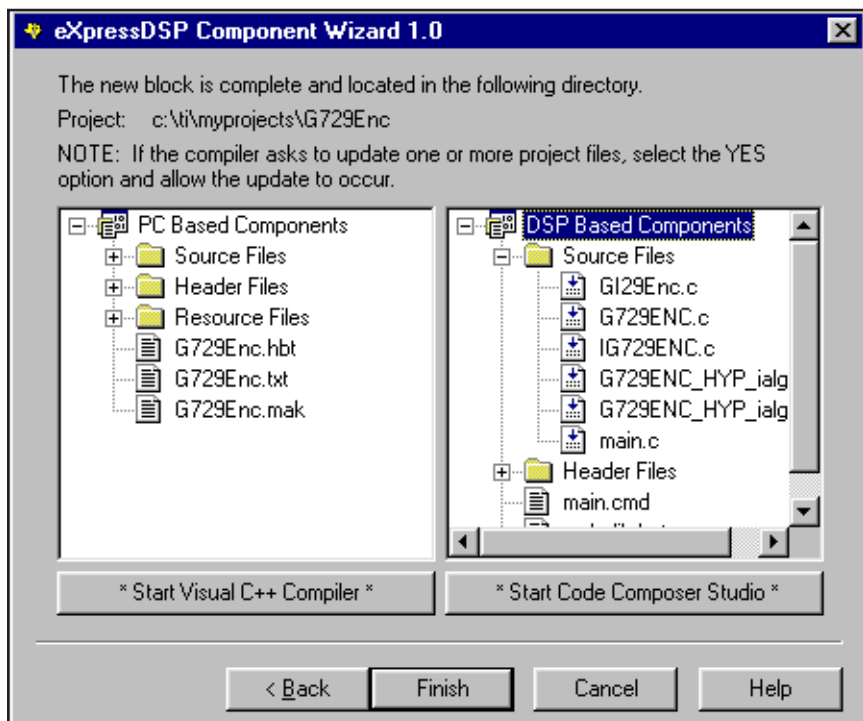 eXpressDSP Component Wizard 1.0
The new block is complete and located in the following directory.
Project: c:\ti\myprojects\G729Enc
NOTE: If the compiler asks to update one or more project files, select the YES
option and allow the update to occur.
PC Based Components
Source Files
Header Files
Resource Files
G729Enc.hbt
G729Enc.txt
G729Enc.mak
DSP Based Components
Source Files
GI29Enc.c
G729ENC.c
IG729ENC.c
G729ENC_HYP_ialg
G729ENC_HYP_ialg
main.c
Header Files
main.cmd
* Start Visual C++ Compiler *
* Start Code Composer Studio *
< Back
Finish
Cancel
Help